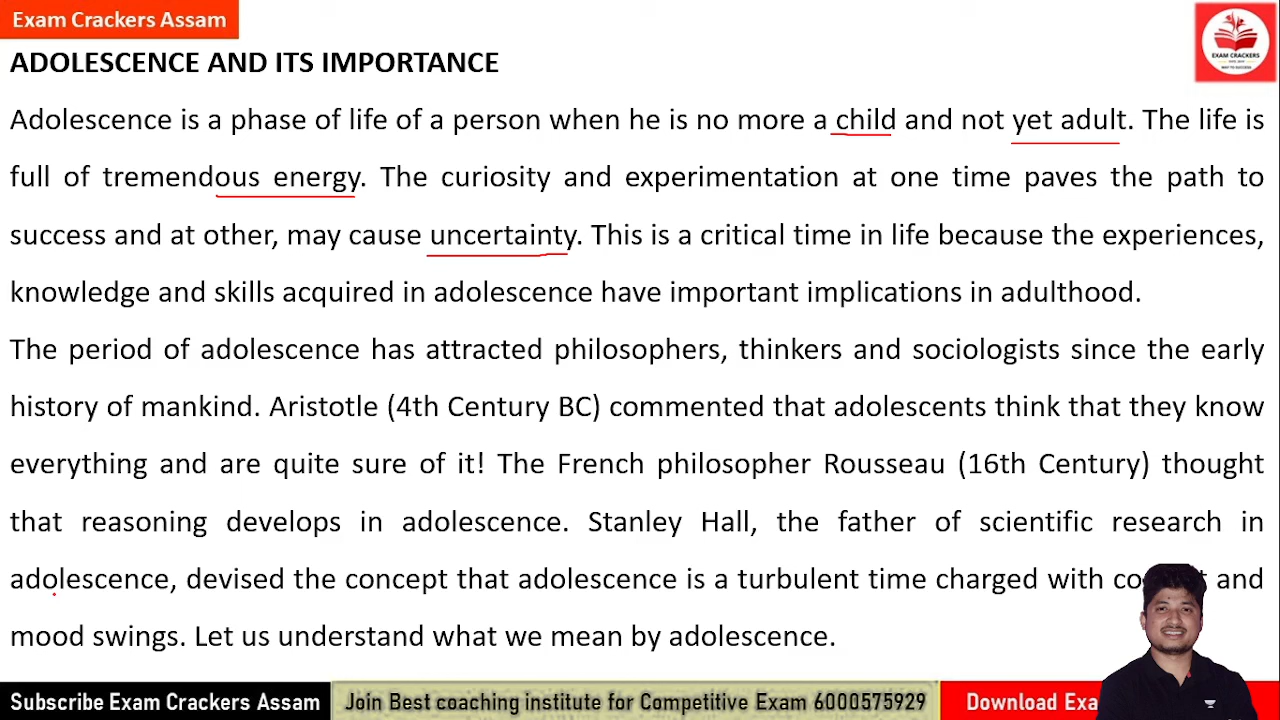 Exam Crackers Assam
EXAM CRACKERS
WAY TO SUCCESS
ADOLESCENCE AND ITS IMPORTANCE
Adolescence is a phase of life of a person when he is no more a child and not yet adult. The life is
full of tremendous energy. The curiosity and experimentation at one time paves the path to
success and at other, may cause uncertainty. This is a critical time in life because the experiences,
knowledge and skills acquired in adolescence have important implications in adulthood.
The period of adolescence has attracted philosophers, thinkers and sociologists since the early
history of mankind. Aristotle (4th Century BC) commented that adolescents think that they know
everything and are quite sure of it! The French philosopher Rousseau (16th Century) thought
that reasoning develops in adolescence. Stanley Hall, the father of scientific research in
adolescence, devised the concept that adolescence is a turbulent time charged with and
mood swings. Let us understand what we mean by adolescence.
Subscribe Exam Crackers Assam
Join Best coaching institute for Competitive Exam 6000575929
Download